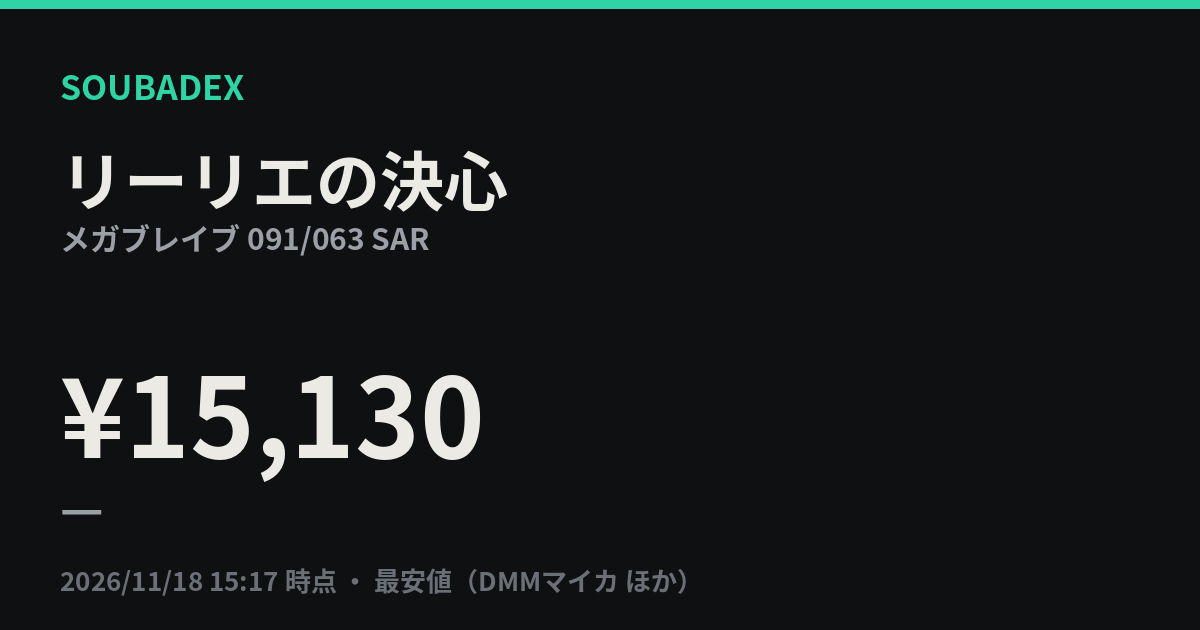 SOUBADEX
リーリエの決心
メガブレイブ 091/063 SAR
¥15,130
—
2026/11/18 15:17 時点 ・ 最安値（DMMマイカ ほか）